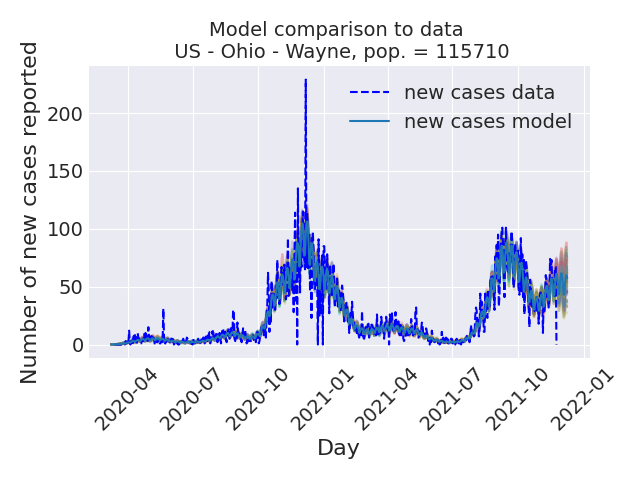 Model comparison to data
US - Ohio - Wayne, pop. = 115710
Number of new cases reported
200
150
100
50
0
new cases data
new cases model
2020-04
2020-07
2020-10
2021-01
2021-04
2021-07
2021-10
2022-01
Day